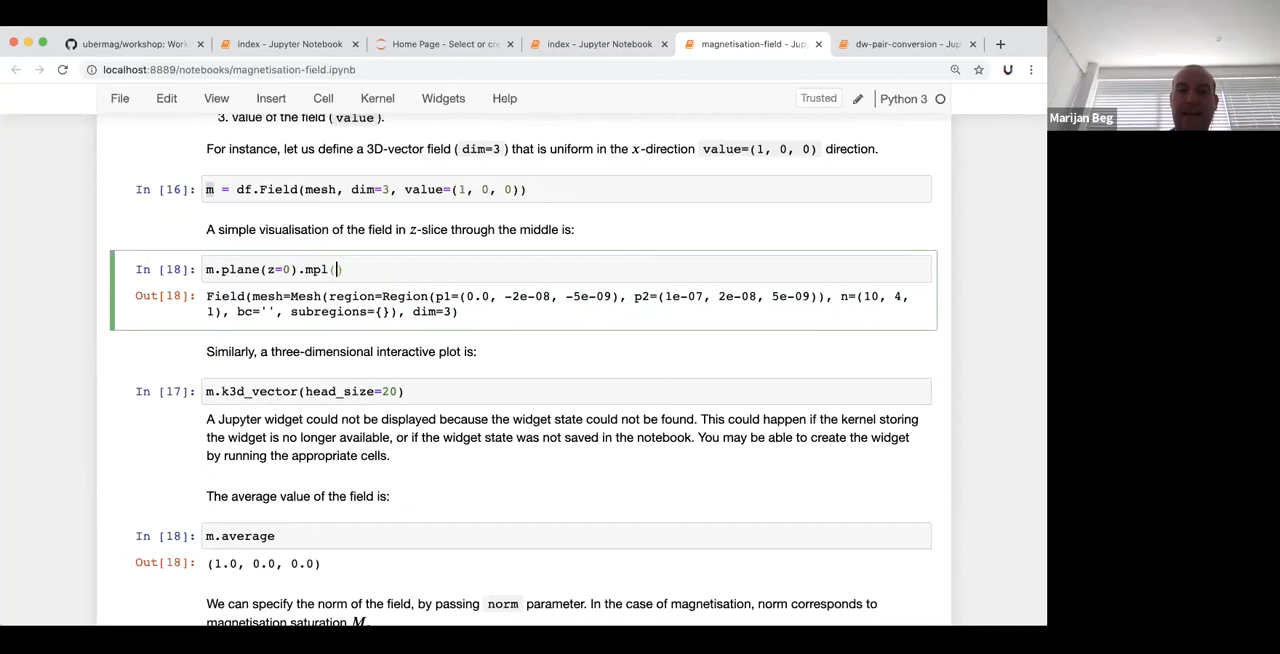 ubermag/workshop: Work
index - Jupyter Notebook
Home Page - Select or cre
index - Jupyter Notebook
magnetisation-field - Jup
dw-pair-conversion - Ju
localhost:8889/notebooks/magnetisation-field.ipynb
File Edit View Insert Cell Kernel Widgets Help Trusted Python 3
Marijan Beg
3. value of the field (value).
For instance, let us define a 3D-vector field (dim=3) that is uniform in the x-direction value=(1, 0, 0) direction.
In [16]: m = df.Field(mesh, dim=3, value=(1, 0, 0))
A simple visualisation of the field in z-slice through the middle is:
In [18]: m.plane(z=0).mpl()
Out[18]: Field(mesh=Mesh(region=Region(p1=(0.0, -2e-08, -5e-09), p2=(1e-07, 2e-08, 5e-09)), n=(10, 4,
1), bc='', subregions={}), dim=3)
Similarly, a three-dimensional interactive plot is:
In [17]: m.k3d_vector(head_size=20)
A Jupyter widget could not be displayed because the widget state could not be found. This could happen if the kernel storing
the widget is no longer available, or if the widget state was not saved in the notebook. You may be able to create the widget
by running the appropriate cells.
The average value of the field is:
In [18]: m.average
Out[18]: (1.0, 0.0, 0.0)
We can specify the norm of the field, by passing norm parameter. In the case of magnetisation, norm corresponds to
magnetisation saturation M